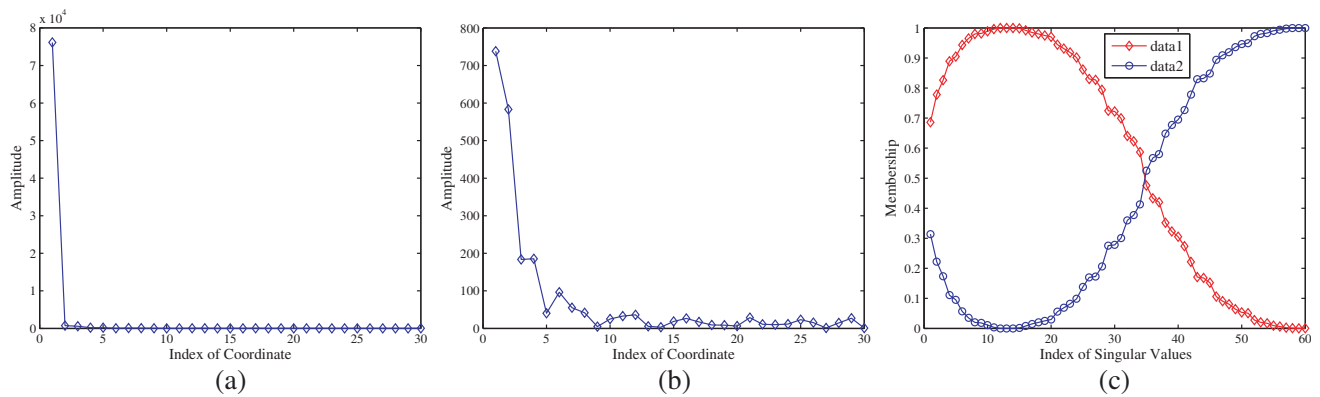 x 10^4
8
7
6
5
4
3
2
1
0
Amplitude
0 5 10 15 20 25 30
Index of Coordinate
(a)
800
700
600
500
400
300
200
100
0
Amplitude
0 5 10 15 20 25 30
Index of Coordinate
(b)
1
0.9
0.8
0.7
0.6
0.5
0.4
0.3
0.2
0.1
0
Membership
data1
data2
0 10 20 30 40 50 60
Index of Singular Values
(c)